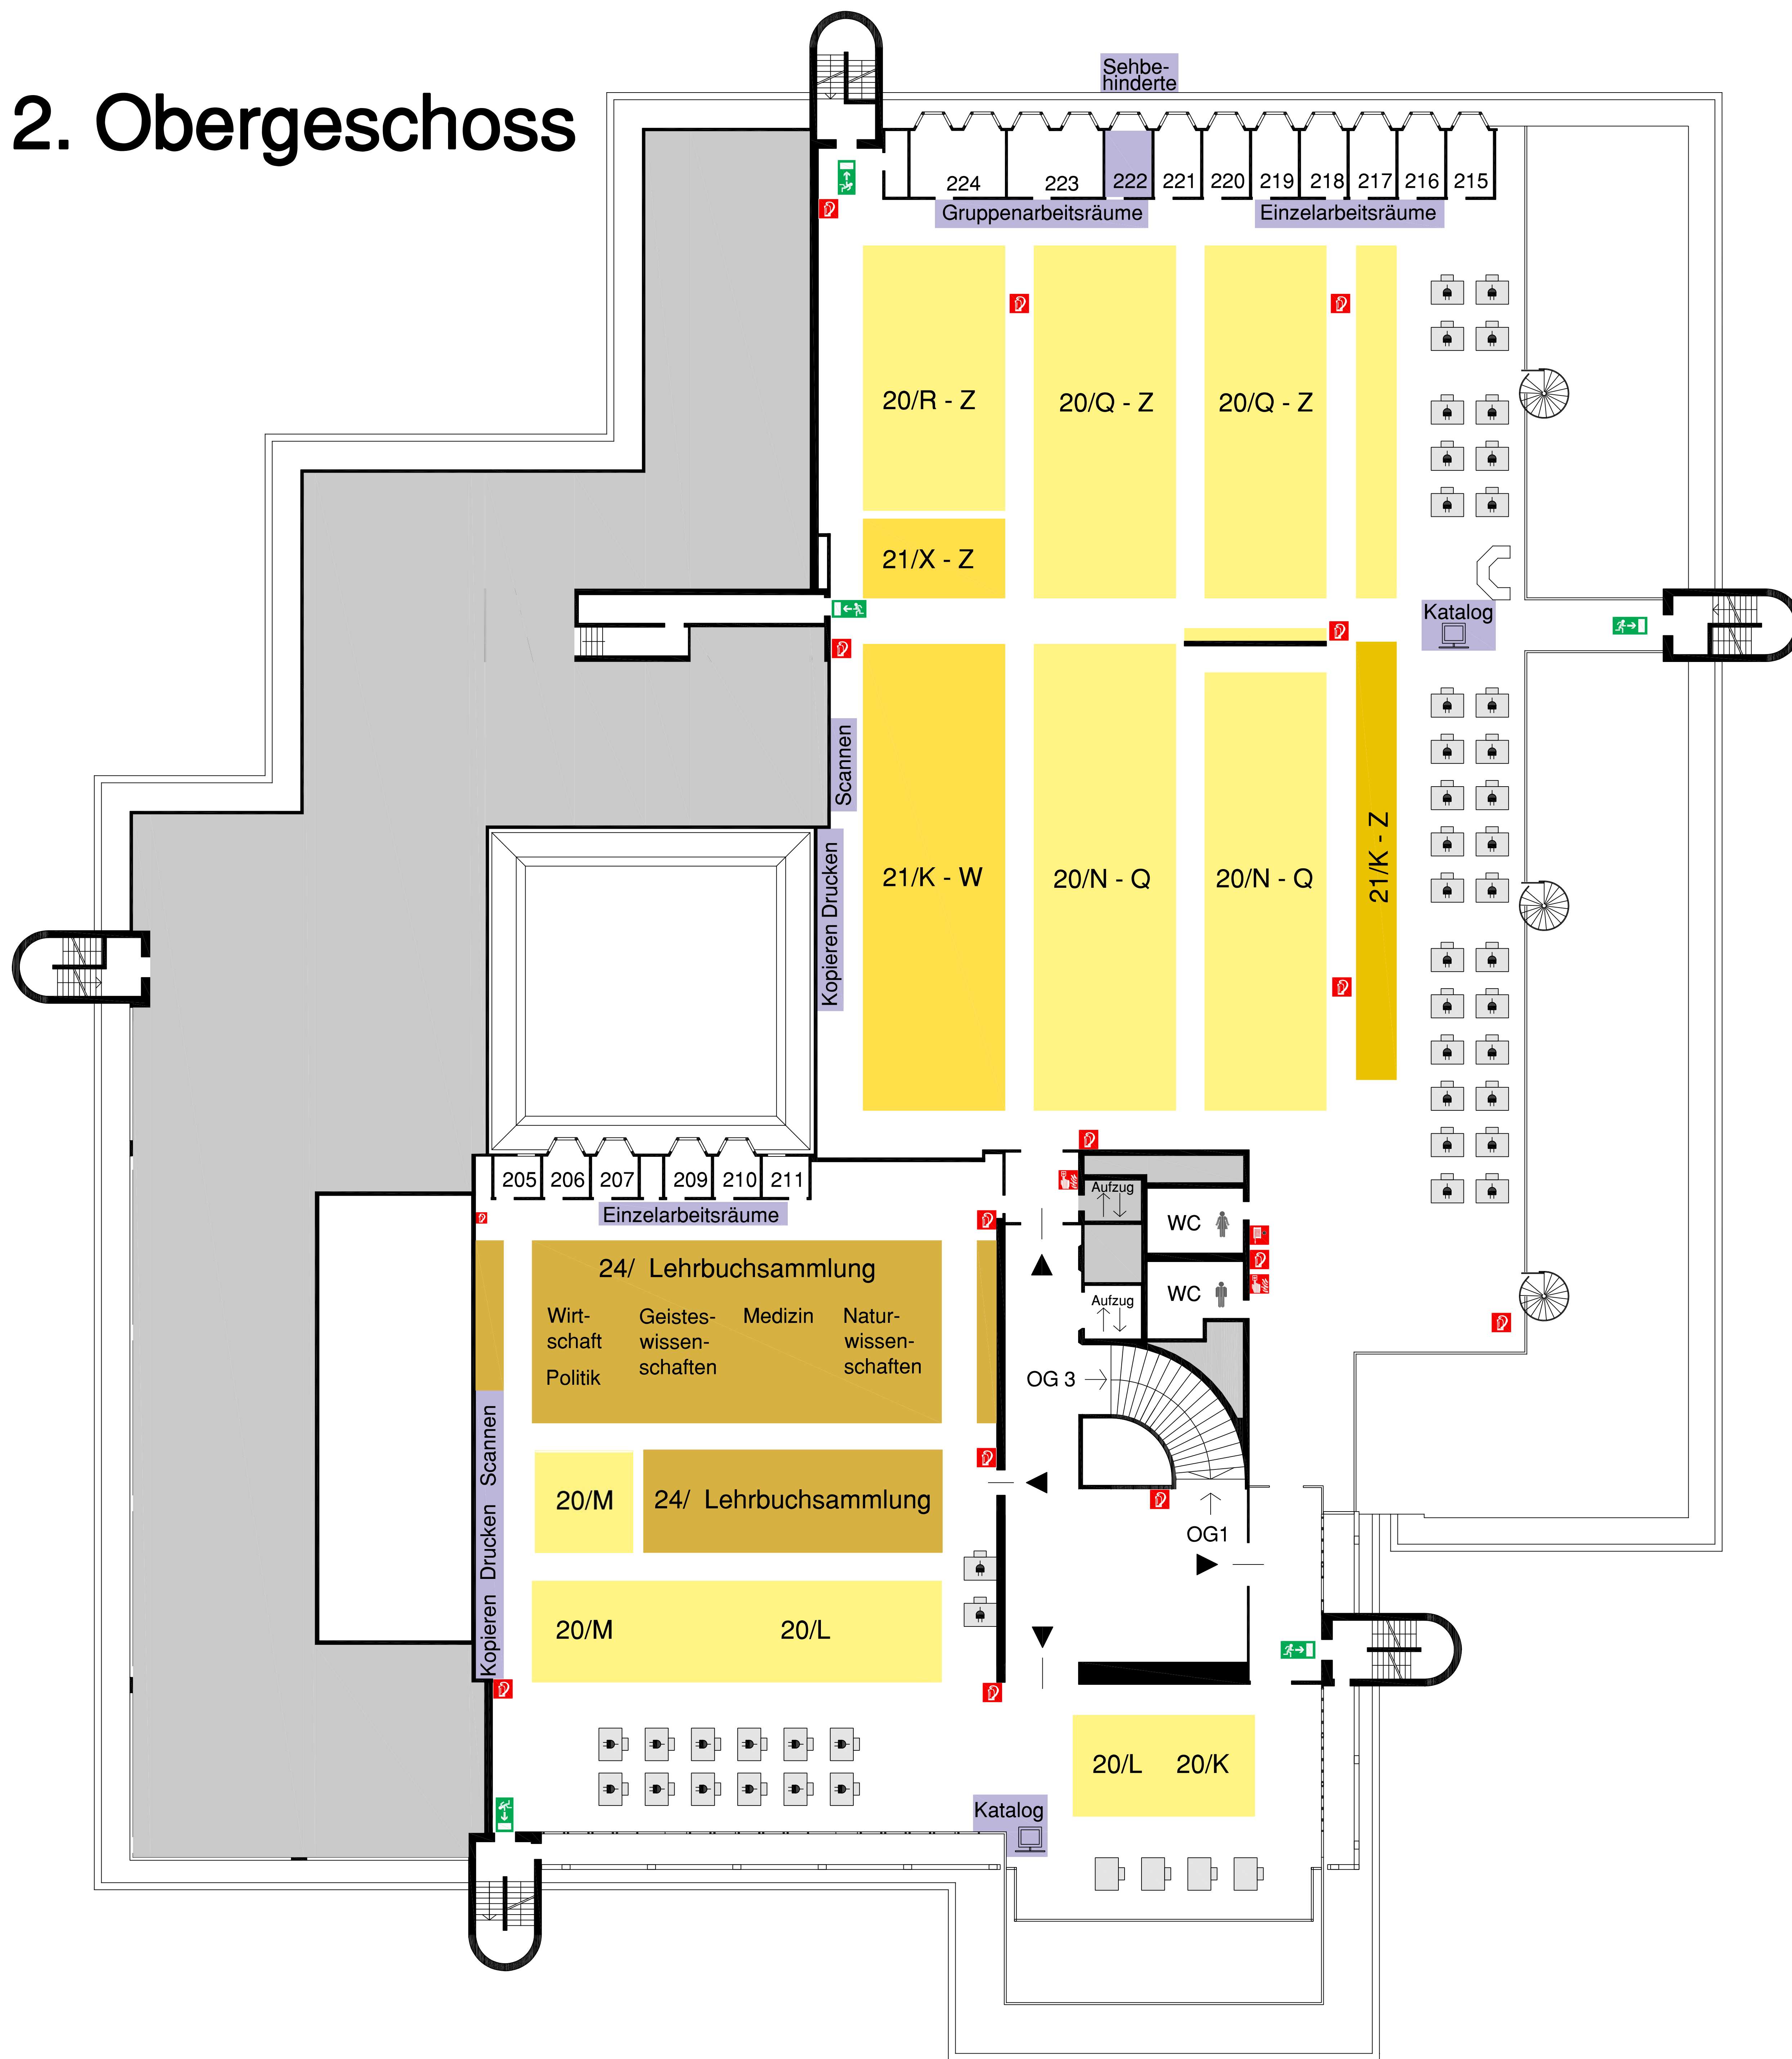 2. Obergeschoss
Sehbe-
hinderte
224
223
222
221
220
219
218
217
216
215
Gruppenarbeitsräume
Einzelarbeitsräume
20/R - Z
20/Q - Z
20/Q - Z
21/X - Z
Katalog
Scannen
Kopieren Drucken
21/K - W
20/N - Q
20/N - Q
21/K - Z
205
206
207
209
210
211
Einzelarbeitsräume
Aufzug
WC
Aufzug
WC
24/ Lehrbuchsammlung
Wirt-
schaft
Politik
Geistes-
wissen-
schaften
Medizin
Natur-
wissen-
schaften
OG 3
Kopieren Drucken Scannen
20/M
24/ Lehrbuchsammlung
OG1
20/M
20/L
20/L
20/K
Katalog